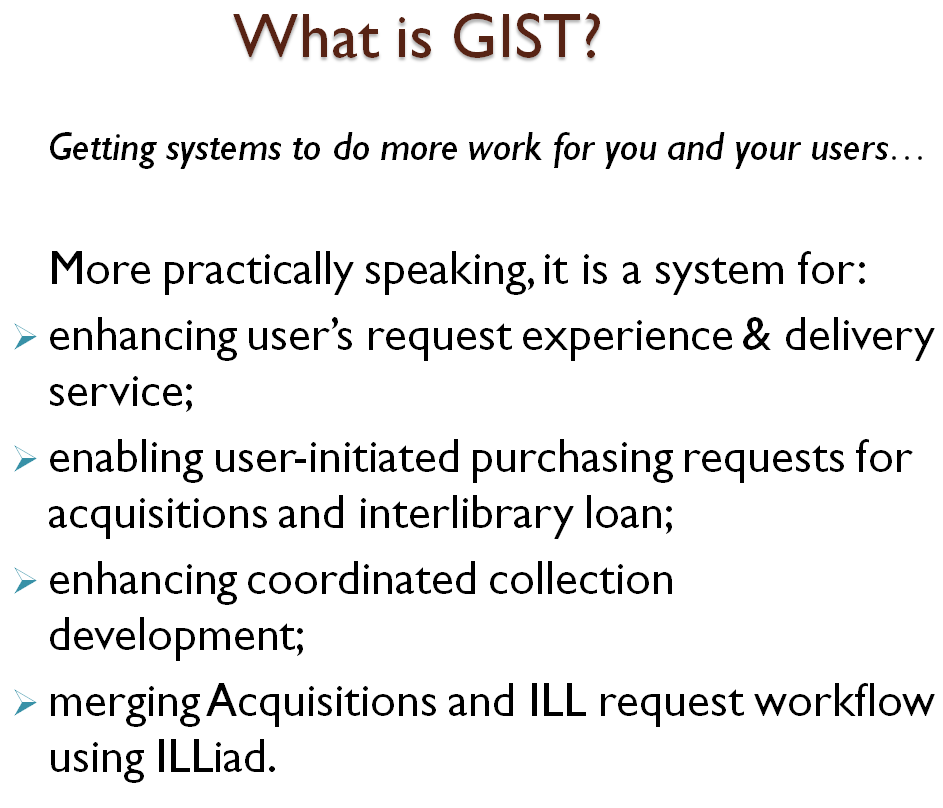 What is GIST?
Getting systems to do more work for you and your users…
More practically speaking, it is a system for:
➢ enhancing user’s request experience & delivery
service;
➢ enabling user-initiated purchasing requests for
acquisitions and interlibrary loan;
➢ enhancing coordinated collection
development;
➢ merging Acquisitions and ILL request workflow
using ILLiad.